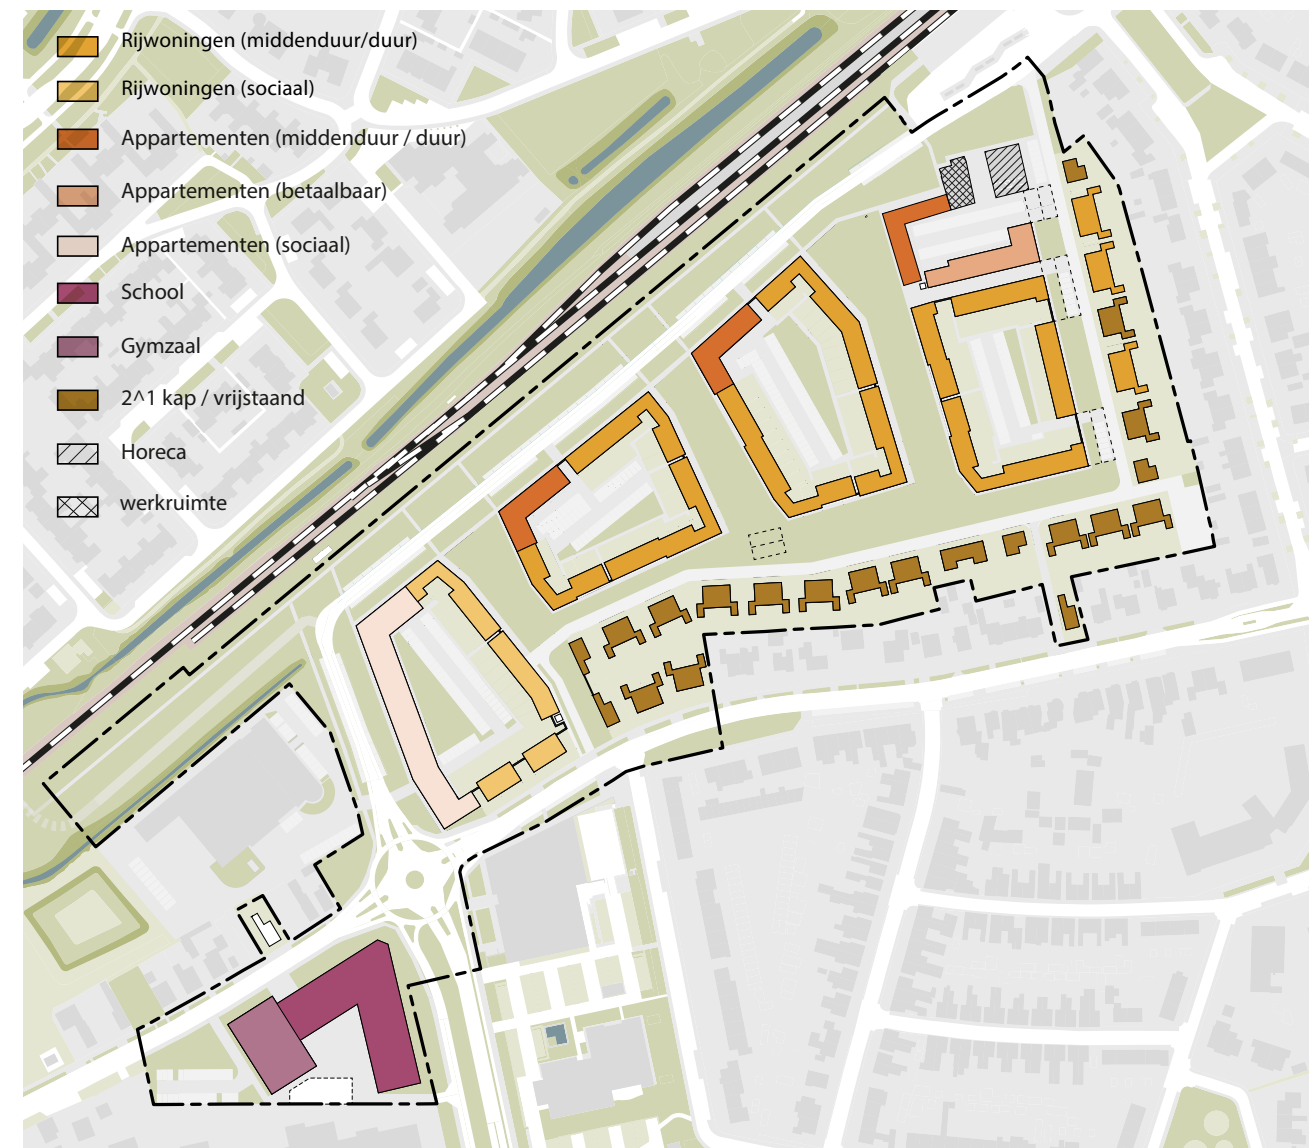 Rijwoningen (middenduur/duur)
Rijwoningen (sociaal)
Appartementen (middenduur / duur)
Appartementen (betaalbaar)
Appartementen (sociaal)
School
Gymzaal
2^1 kap / vrijstaand
Horeca
werkruimte